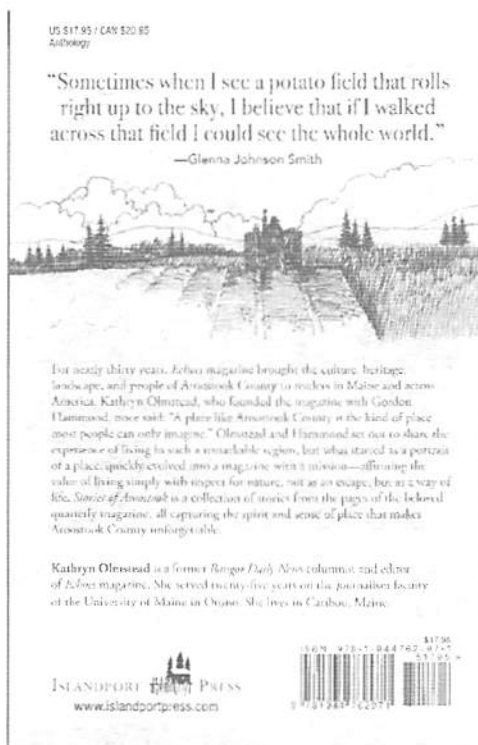 US $17.95 / CAN $20.95
Anthology
“Sometimes when I see a potato field that rolls
right up to the sky, I believe that if I walked
across that field I could see the whole world.”
—Glenna Johnson Smith
For nearly thirty years, Echoes magazine brought the culture, heritage,
landscape, and people of Aroostook County to readers in Maine and across
America. Kathryn Olmstead, who founded the magazine with Gordon
Hammond, once said: “A place like Aroostook County is the kind of place
most people can only imagine.” Olmstead and Hammond set out to share the
experience of living in such a remarkable region, but what started as a portrait
of a place, quickly evolved into a magazine with a mission—affirming the
value of living simply with respect for nature, not as an escape, but as a way of
life. Stories of Aroostook is a collection of stories from the pages of the beloved
quarterly magazine, all capturing the spirit and sense of place that makes
Aroostook County unforgettable.
Kathryn Olmstead is a former Bangor Daily News columnist and editor
of Echoes magazine. She served twenty-five years on the journalism faculty
of the University of Maine in Orono. She lives in Caribou, Maine.
ISLANDPORT PRESS
www.islandportpress.com
$17.95
ISBN 978-1-944762-97-1
51795 >
9 781944 762971